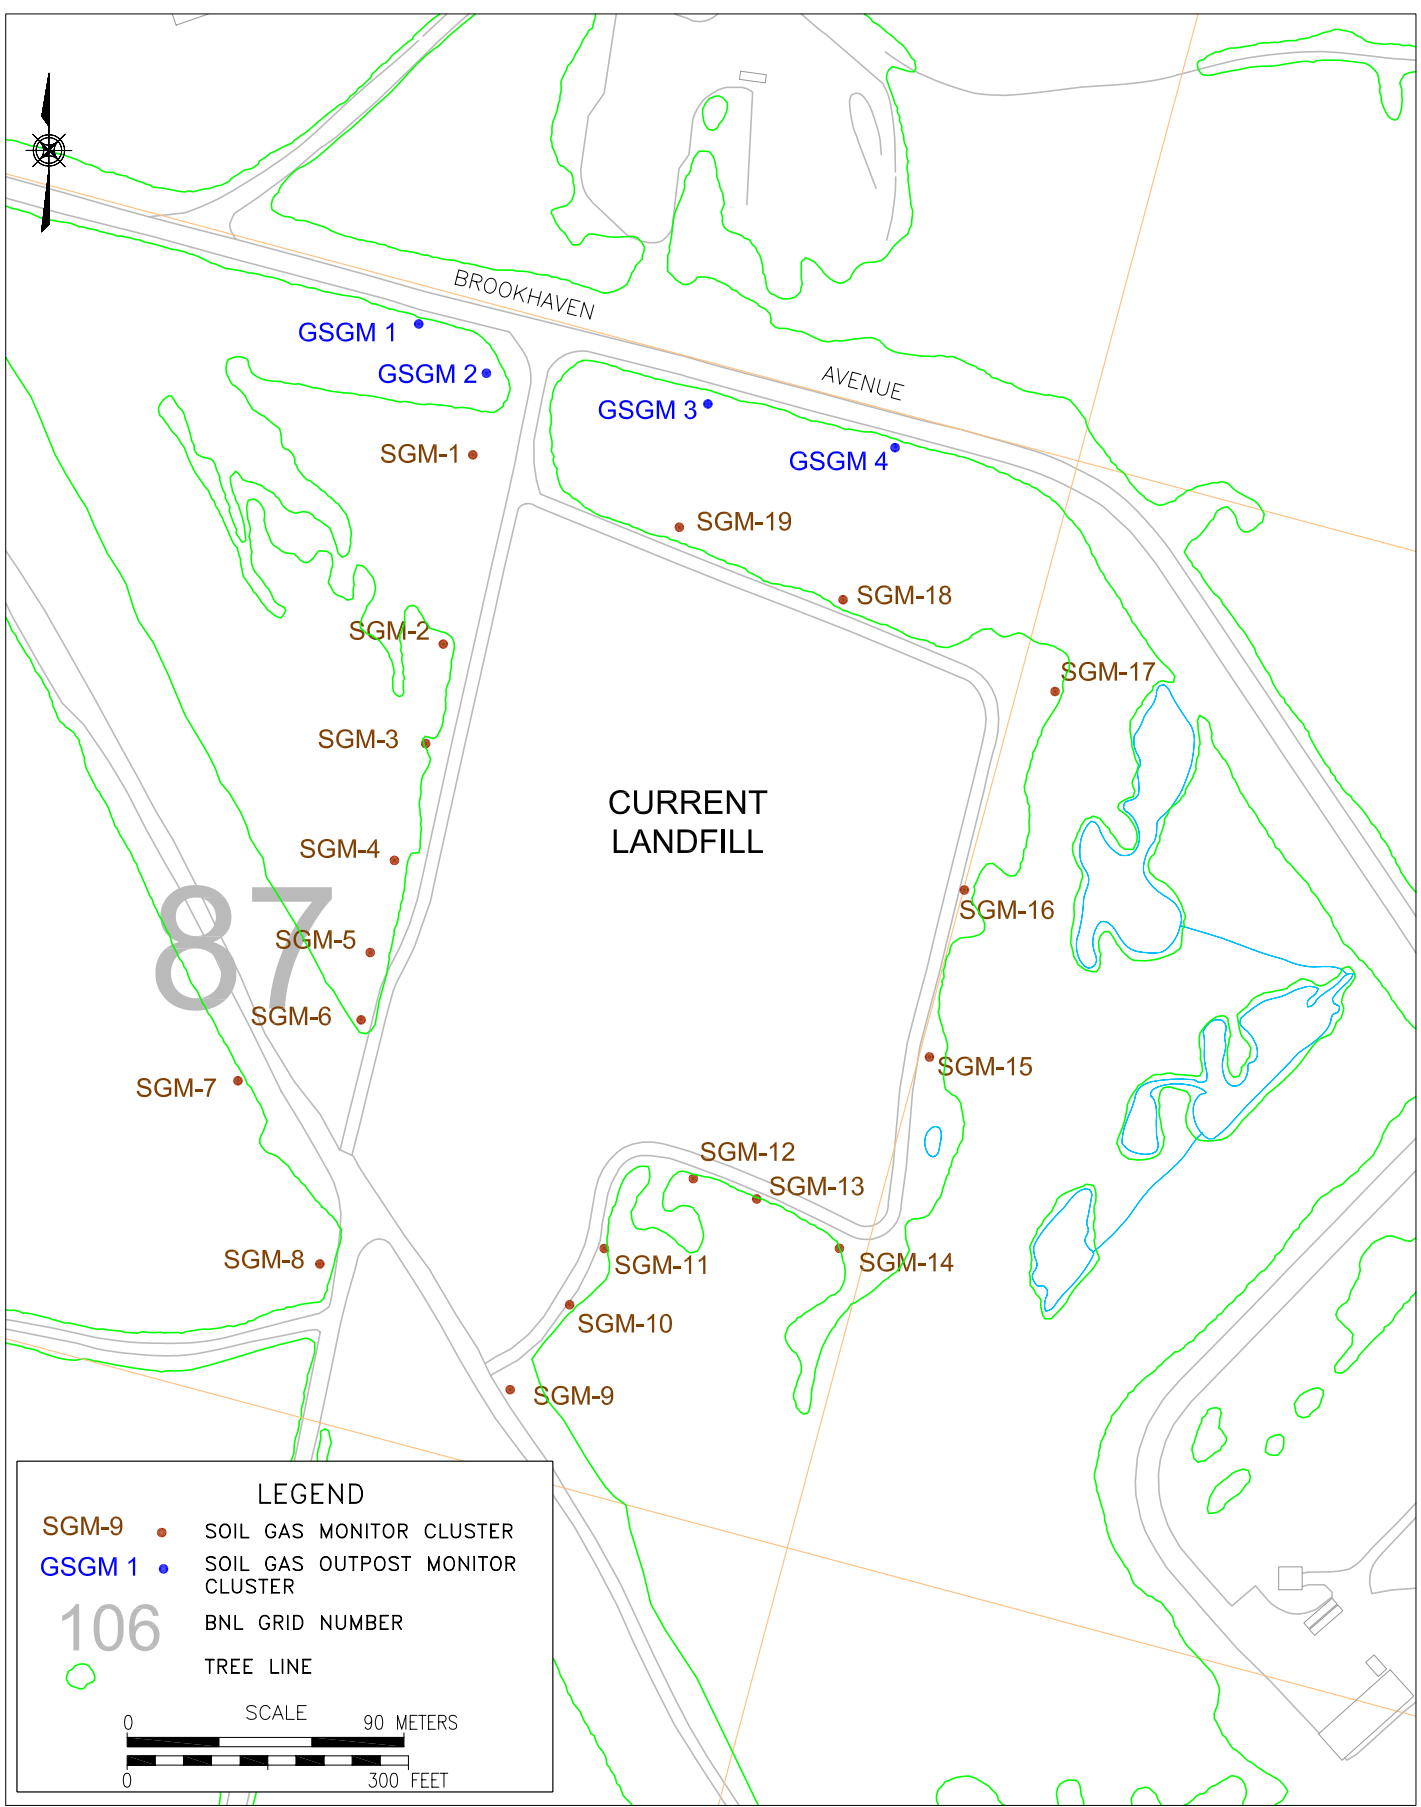 BROOKHAVEN
AVENUE
GSGM 1
GSGM 2
GSGM 3
GSGM 4
SGM-1
SGM-19
SGM-18
SGM-2
SGM-17
SGM-3
CURRENT
LANDFILL
SGM-4
87
SGM-16
SGM-5
SGM-6
SGM-15
SGM-7
SGM-12
SGM-13
SGM-8
SGM-11
SGM-14
SGM-10
SGM-9
LEGEND
SGM-9 SOIL GAS MONITOR CLUSTER
GSGM 1 SOIL GAS OUTPOST MONITOR
CLUSTER
106 BNL GRID NUMBER
TREE LINE
SCALE
0 90 METERS
0 300 FEET